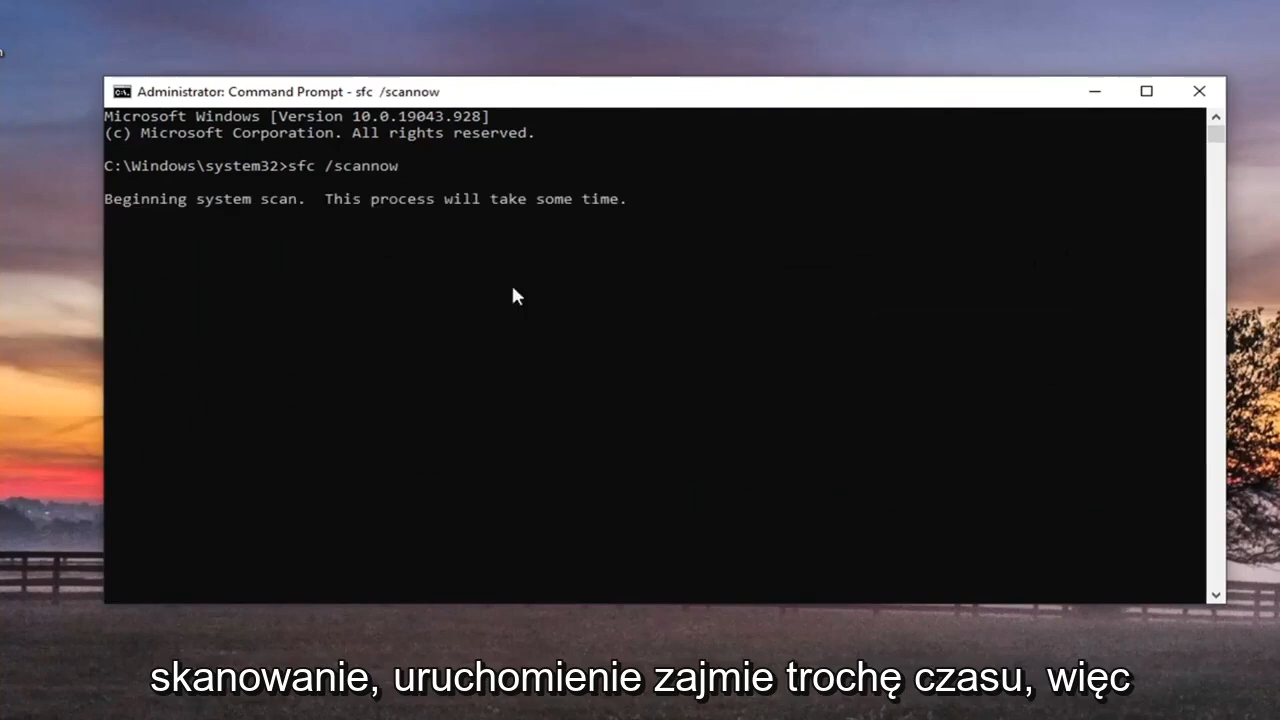 Administrator: Command Prompt - sfc /scannow
Microsoft Windows [Version 10.0.19043.928]
(c) Microsoft Corporation. All rights reserved.
C:\Windows\system32>sfc /scannow
Beginning system scan.  This process will take some time.
skanowanie, uruchomienie zajmie trochę czasu, więc